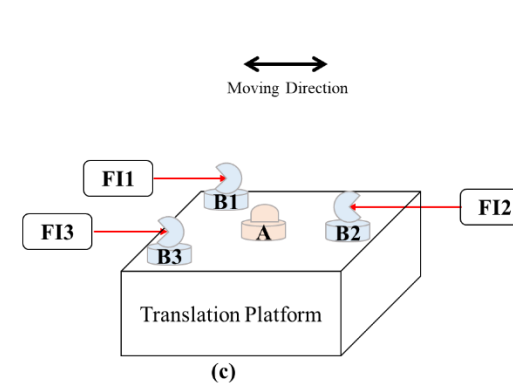 Moving Direction
FI1
B1
FI2
FI3
A
B2
B3
Translation Platform
(c)